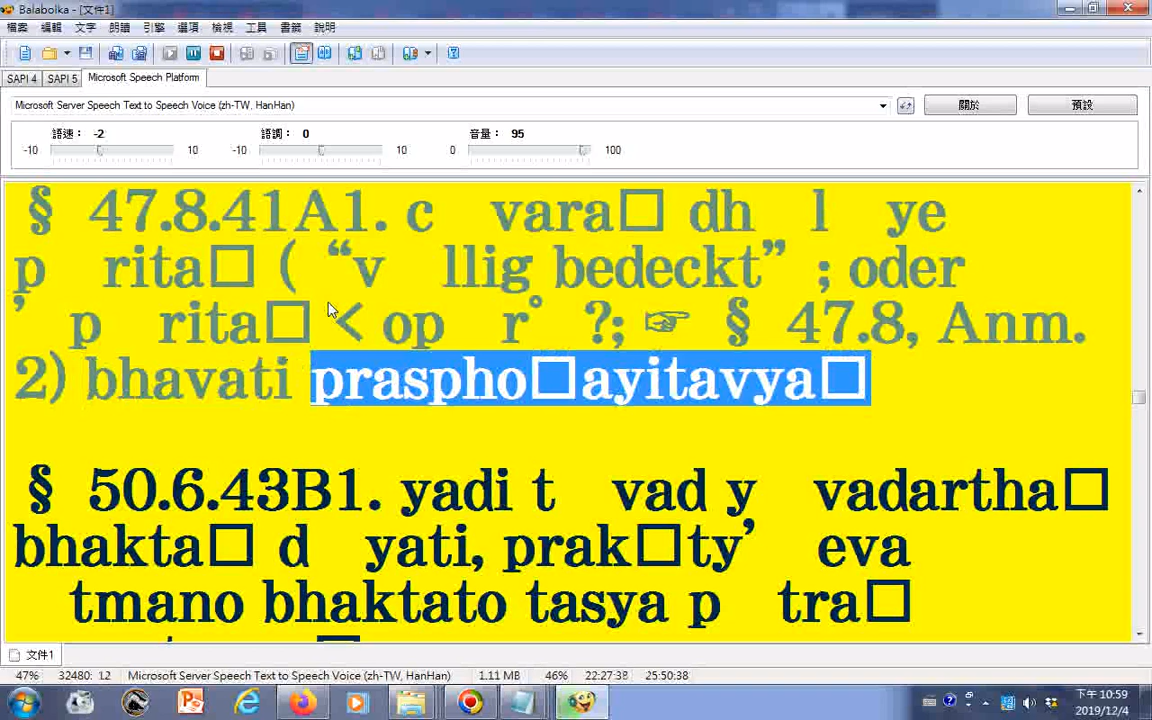 Balabolka - [文件1]
檔案 編輯 文字 朗讀 引擎 選項 檢視 工具 書籤 說明
SAPI 4 SAPI 5 Microsoft Speech Platform
Microsoft Server Speech Text to Speech Voice (zh-TW, HanHan) 關於 預設
語速： -2 語調： 0 音量： 95
-10 10 -10 10 0 100
§ 47.8.41A1. c vara□ dh l ye
p rita□ ( “v llig bedeckt” ; oder
’ p rita□ < op r° ?; ☞ § 47.8, Anm.
2) bhavati praspho□ayitavya□
§ 50.6.43B1. yadi t vad y vadartha□
bhakta□ d yati, prak□ty’ eva
tmano bhaktato tasya p tra□
文件1
47% 32480: 12 Microsoft Server Speech Text to Speech Voice (zh-TW, HanHan) 1.11 MB 46% 22:27:38 25:50:38
下午 10:59
2019/12/4